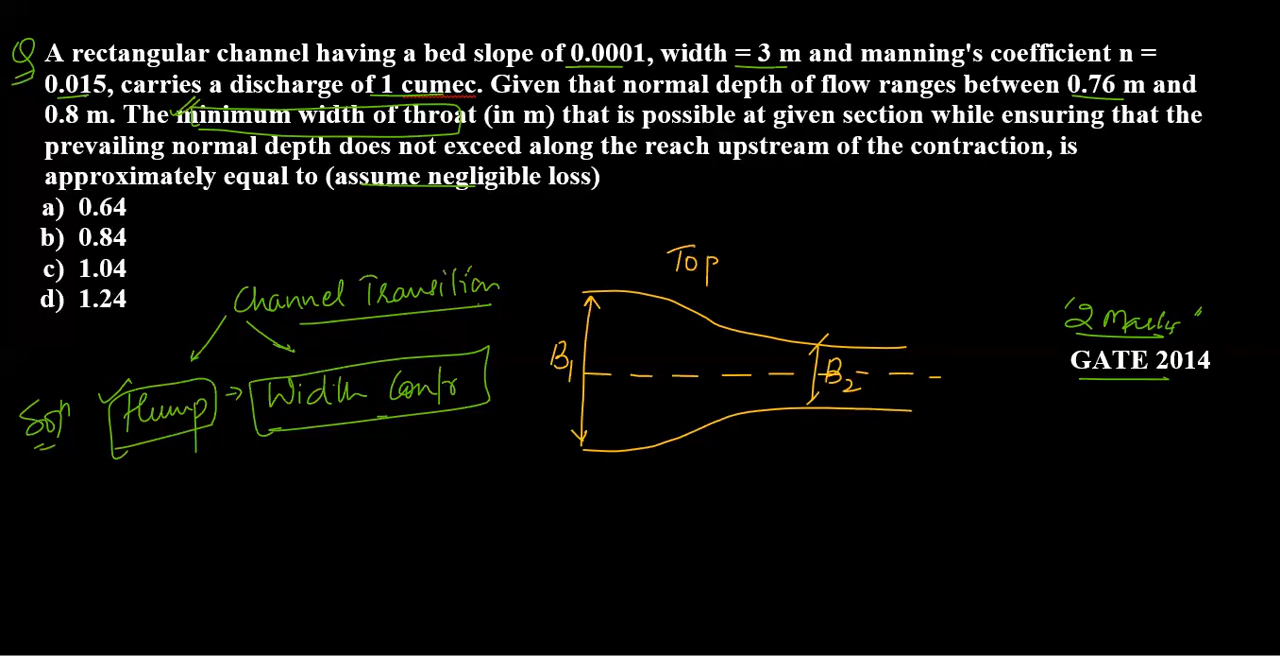 Q A rectangular channel having a bed slope of 0.0001, width = 3 m and manning's coefficient n =
0.015, carries a discharge of 1 cumec. Given that normal depth of flow ranges between 0.76 m and
0.8 m. The minimum width of throat (in m) that is possible at given section while ensuring that the
prevailing normal depth does not exceed along the reach upstream of the contraction, is
approximately equal to (assume negligible loss)
a) 0.64
b) 0.84
c) 1.04
d) 1.24
Top
Channel Transition
"2 Marks"
GATE 2014
B1
B2
Hump
Width Contr
Sol